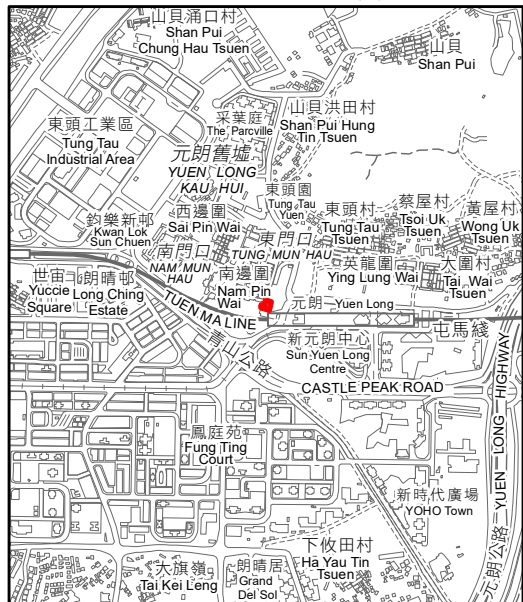 山貝涌口村
Shan Pui
Chung Hau Tsuen
山貝
Shan Pui
采葉庭
The Parcville
山貝洪田村
Shan Pui Hung
Tin Tsuen
東頭工業區
Tung Tau
Industrial Area
元朗舊墟
YUEN LONG
KAU HUI
東頭園
Tung Tau
Yuen
鈞樂新邨
Kwan Lok
Sun Chuen
西邊圍
Sai Pin Wai
東門口
TUNG MUN HAU
東頭村
Tung Tau
Tsuen
蔡屋村
Tsoi Uk
Tsuen
黃屋村
Wong Uk
Tsuen
南門口
NAM MUN
HAU
南邊圍
Nam Pin
Wai
英龍圍
Ying Lung Wai
大圍村
Tai Wai
Tsuen
世宙
Yuccie
Square
朗晴邨
Long Ching
Estate
元朗
Yuen Long
TUEN MA LINE
屯馬綫
青山公路
新元朗中心
Sun Yuen Long
Centre
CASTLE PEAK ROAD
YUEN LONG HIGHWAY
元朗公路
鳳庭苑
Fung Ting
Court
新時代廣場
YOHO Town
大旗嶺
Tai Kei Leng
朗晴居
Grand
Del Sol
下攸田村
Ha Yau Tin
Tsuen